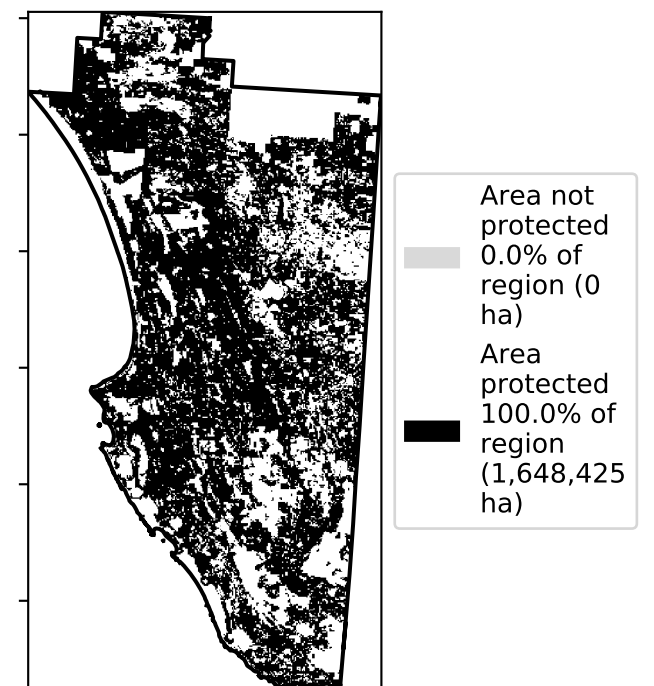 Area not
protected
0.0% of
region (0
ha)
Area
protected
100.0% of
region
(1,648,425
ha)